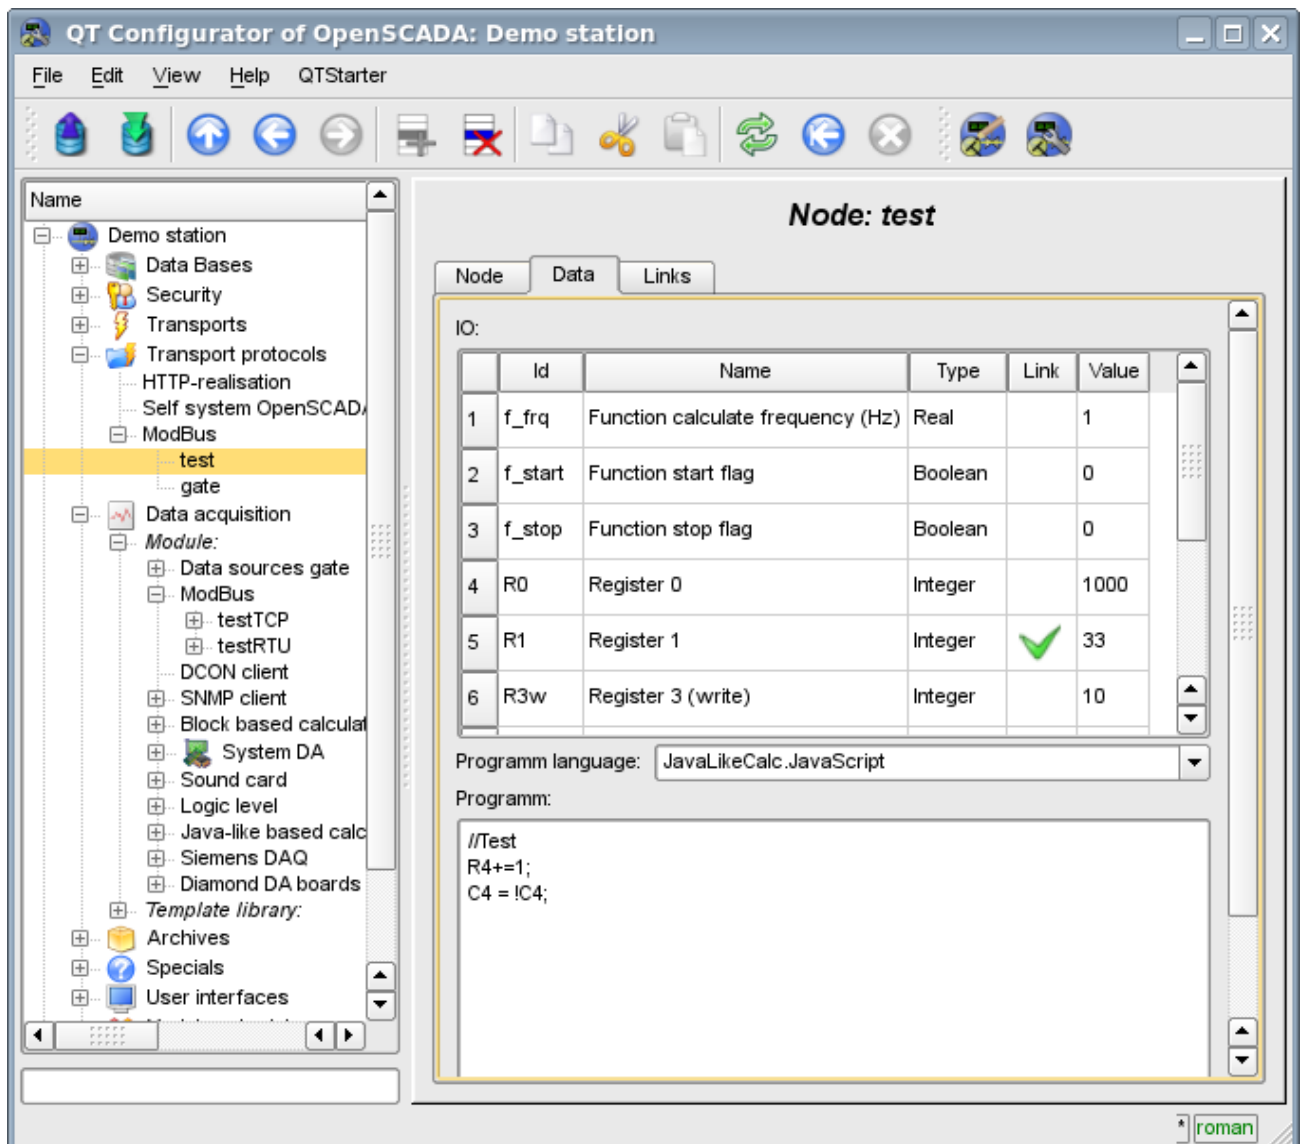 QT Configurator of OpenSCADA: Demo station
File Edit View Help QTStarter
Name
Demo station
Data Bases
Security
Transports
Transport protocols
HTTP-realisation
Self system OpenSCADA
ModBus
test
gate
Data acquisition
Module:
Data sources gate
ModBus
testTCP
testRTU
DCON client
SNMP client
Block based calculat
System DA
Sound card
Logic level
Java-like based calc
Siemens DAQ
Diamond DA boards
Template library:
Archives
Specials
User interfaces
Node: test
Node Data Links
IO:
Id Name Type Link Value
1 f_frq Function calculate frequency (Hz) Real 1
2 f_start Function start flag Boolean 0
3 f_stop Function stop flag Boolean 0
4 R0 Register 0 Integer 1000
5 R1 Register 1 Integer 33
6 R3w Register 3 (write) Integer 10
Programm language: JavaLikeCalc.JavaScript
Programm:
//Test
R4+=1;
C4 = !C4;
* roman